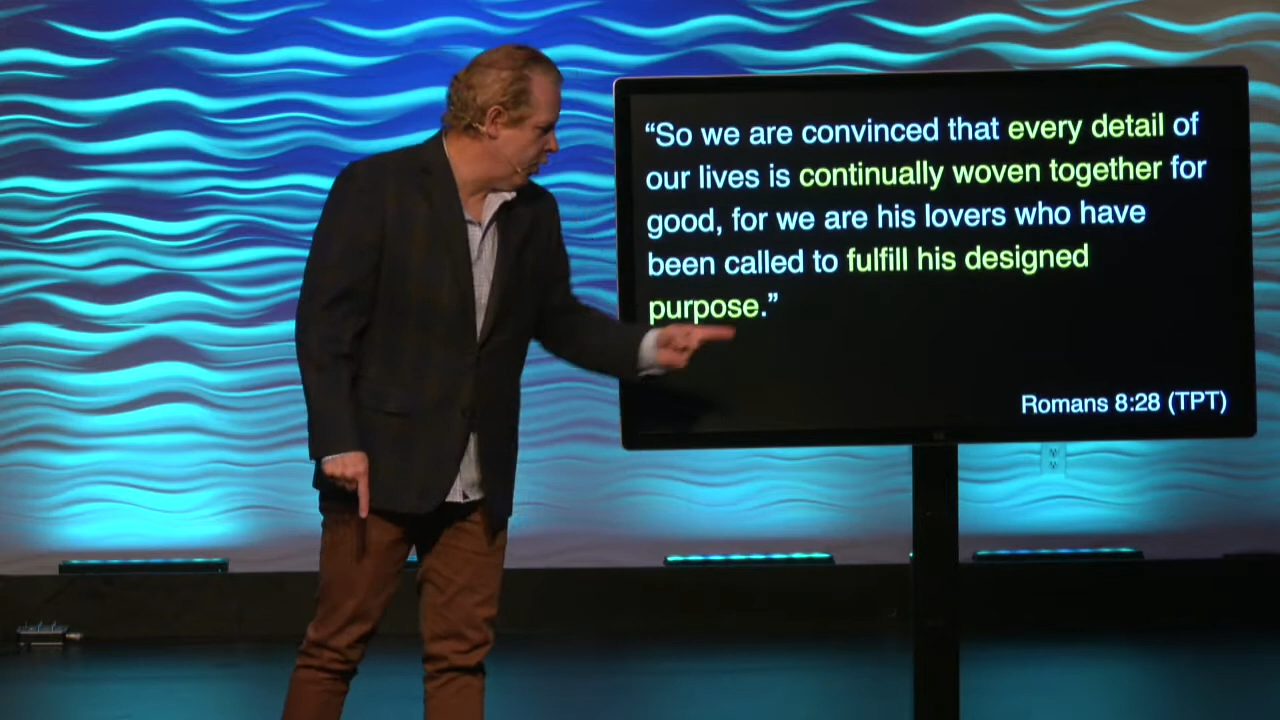 “So we are convinced that every detail of
our lives is continually woven together for
good, for we are his lovers who have
been called to fulfill his designed
purpose.”
Romans 8:28 (TPT)